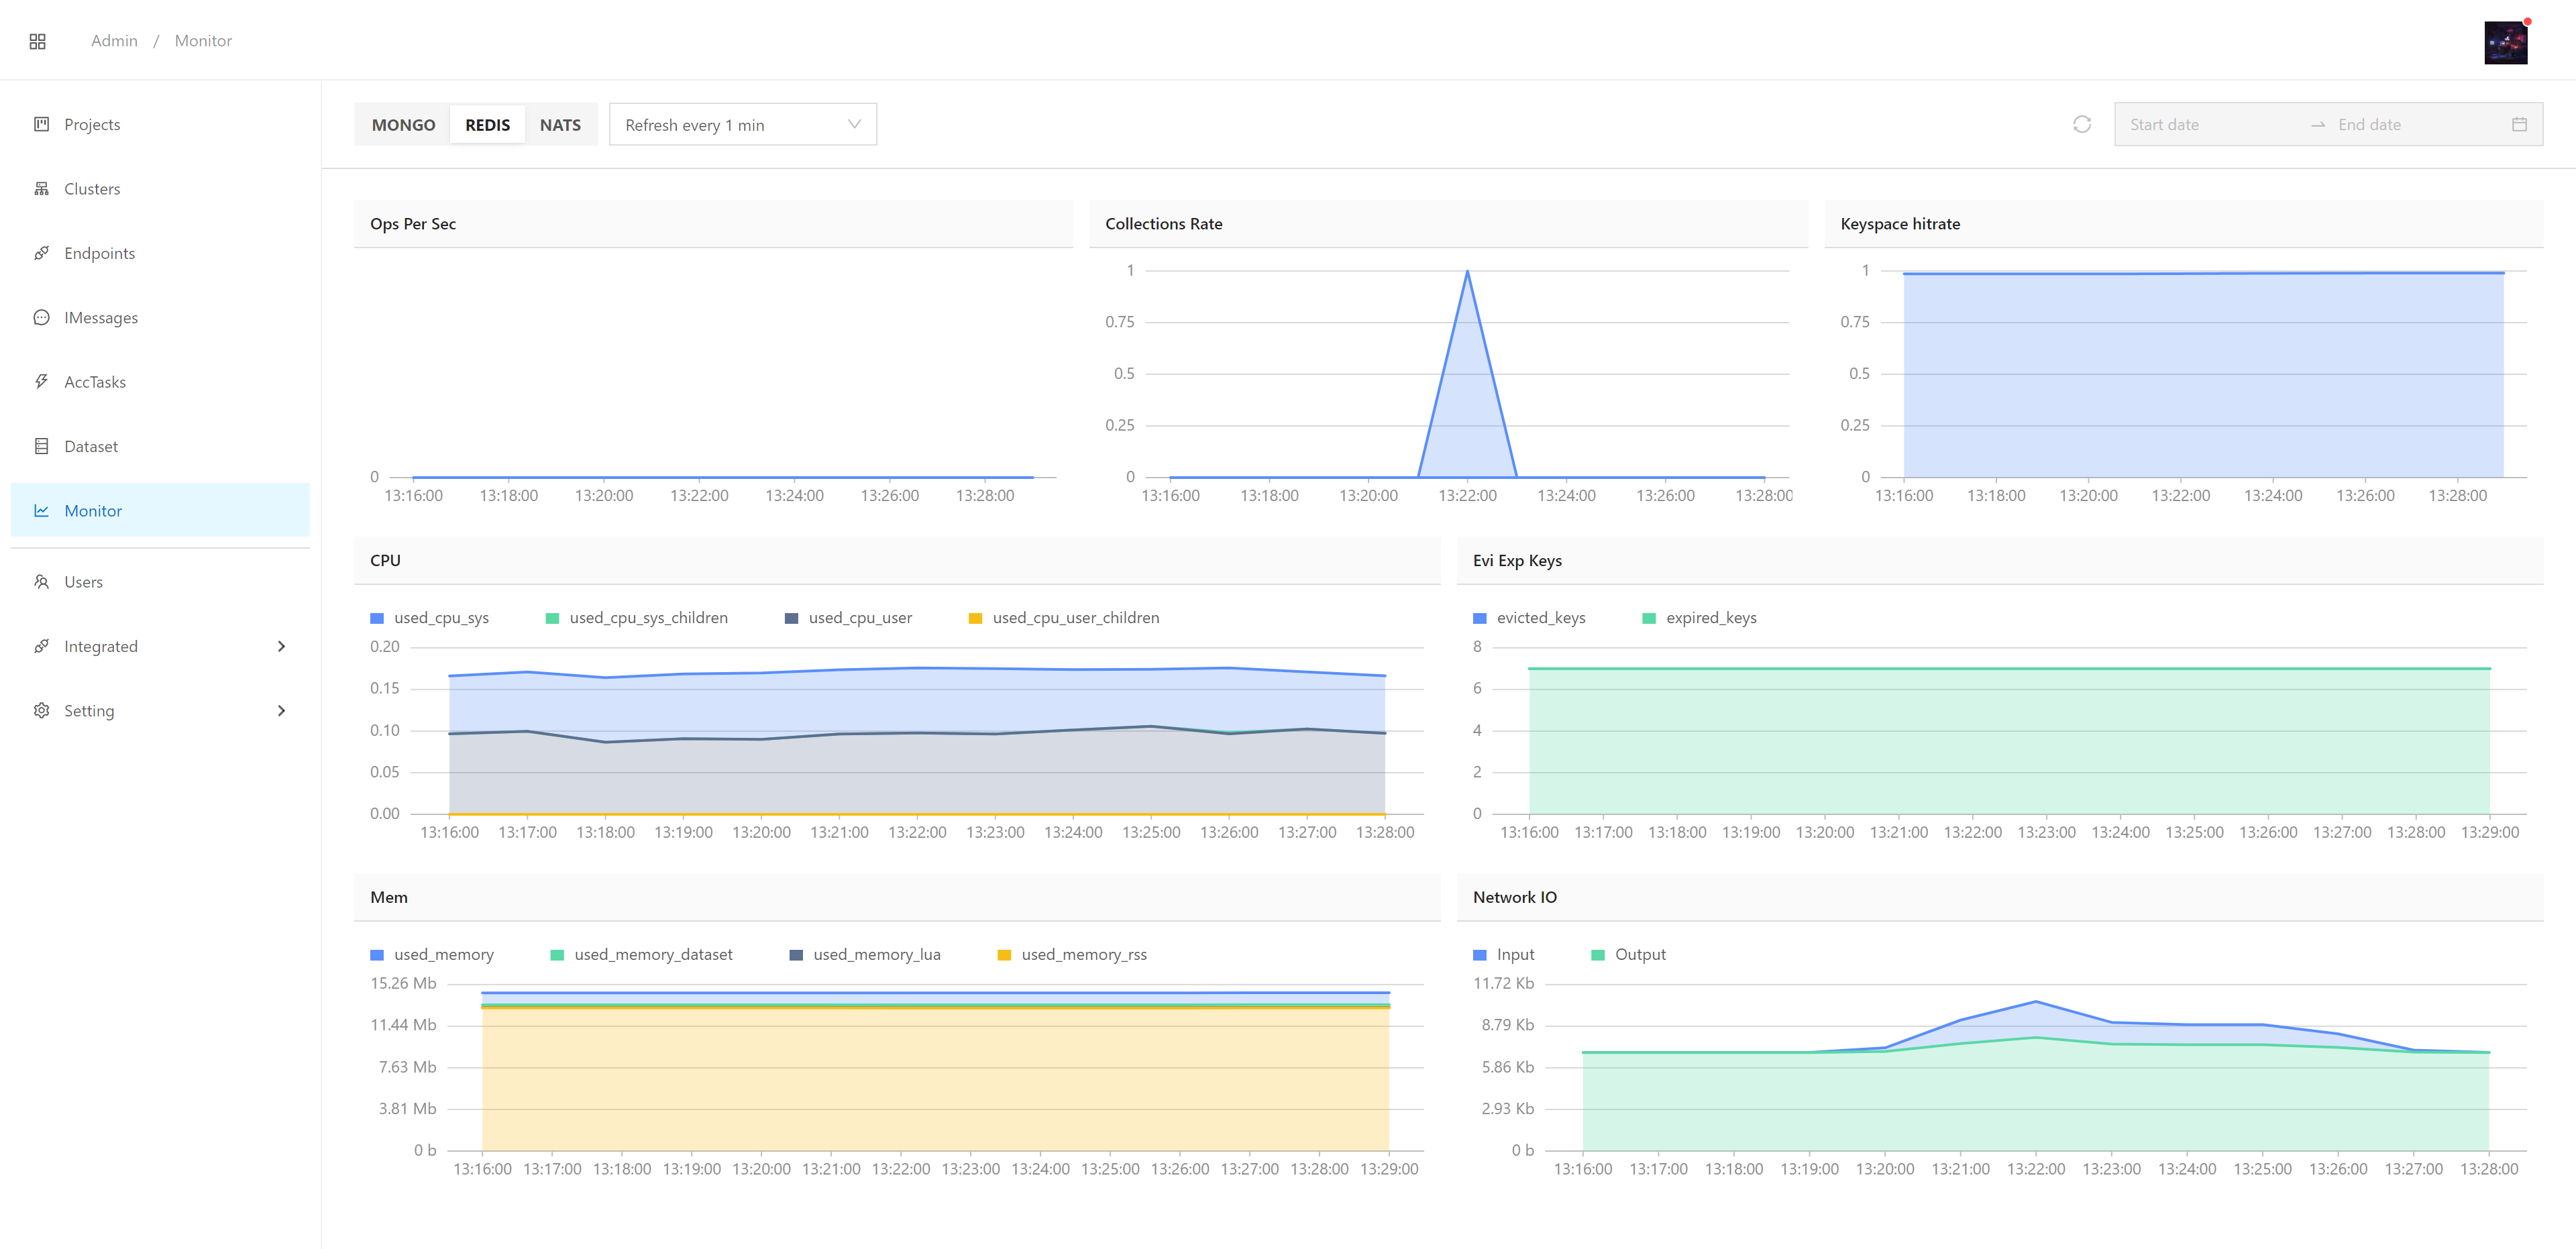 Admin / Monitor
Projects
Clusters
Endpoints
IMessages
AccTasks
Dataset
Monitor
Users
Integrated
Setting
MONGO REDIS NATS Refresh every 1 min Start date End date
Ops Per Sec
0
13:16:00 13:18:00 13:20:00 13:22:00 13:24:00 13:26:00 13:28:00
Collections Rate
1
0.75
0.5
0.25
0
13:16:00 13:18:00 13:20:00 13:22:00 13:24:00 13:26:00 13:28:00
Keyspace hitrate
1
0.75
0.5
0.25
0
13:16:00 13:18:00 13:20:00 13:22:00 13:24:00 13:26:00 13:28:00
CPU
used_cpu_sys used_cpu_sys_children used_cpu_user used_cpu_user_children
0.20
0.15
0.10
0.05
0.00
13:16:00 13:17:00 13:18:00 13:19:00 13:20:00 13:21:00 13:22:00 13:23:00 13:24:00 13:25:00 13:26:00 13:27:00 13:28:00
Evi Exp Keys
evicted_keys expired_keys
8
6
4
2
0
13:16:00 13:17:00 13:18:00 13:19:00 13:20:00 13:21:00 13:22:00 13:23:00 13:24:00 13:25:00 13:26:00 13:27:00 13:28:00 13:29:00
Mem
used_memory used_memory_dataset used_memory_lua used_memory_rss
15.26 Mb
11.44 Mb
7.63 Mb
3.81 Mb
0 b
13:16:00 13:17:00 13:18:00 13:19:00 13:20:00 13:21:00 13:22:00 13:23:00 13:24:00 13:25:00 13:26:00 13:27:00 13:28:00 13:29:00
Network IO
Input Output
11.72 Kb
8.79 Kb
5.86 Kb
2.93 Kb
0 b
13:16:00 13:17:00 13:18:00 13:19:00 13:20:00 13:21:00 13:22:00 13:23:00 13:24:00 13:25:00 13:26:00 13:27:00 13:28:00